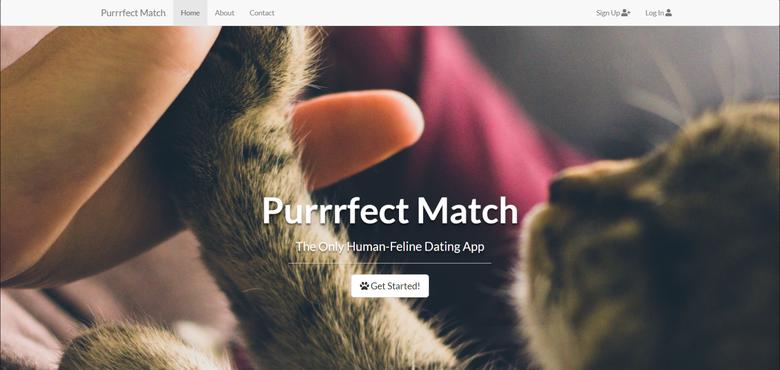 Purrrfect Match Home About Contact Sign Up Log In
Purrrfect Match
The Only Human-Feline Dating App
Get Started!